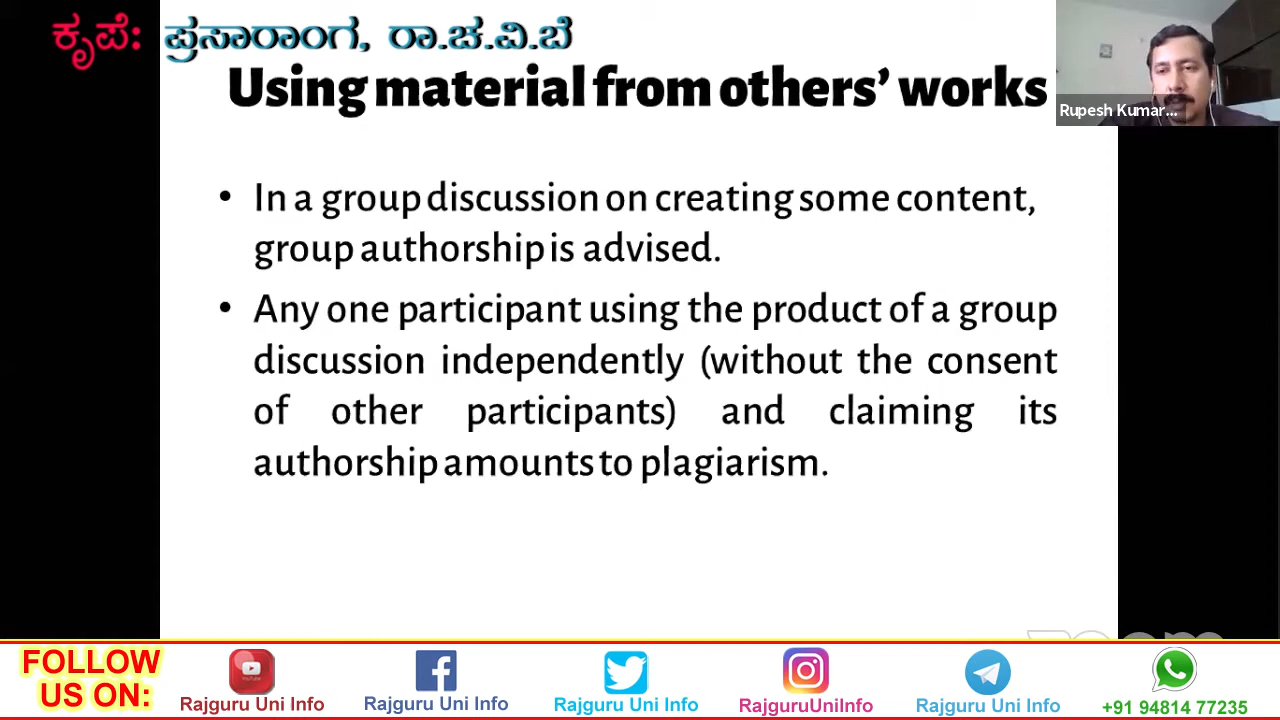 ಕೃಪೆ: ಪ್ರಸಾರಾಂಗ, ರಾ.ಚ.ವಿ.ಬೆ
Using material from others’ works
Rupesh Kumar...
• In a group discussion on creating some content,
group authorship is advised.
• Any one participant using the product of a group
discussion independently (without the consent
of other participants) and claiming its
authorship amounts to plagiarism.
zoom
FOLLOW
US ON:
YouTube
Rajguru Uni Info
Rajguru Uni Info
Rajguru Uni Info
RajguruUniInfo
Rajguru Uni Info
+91 94814 77235